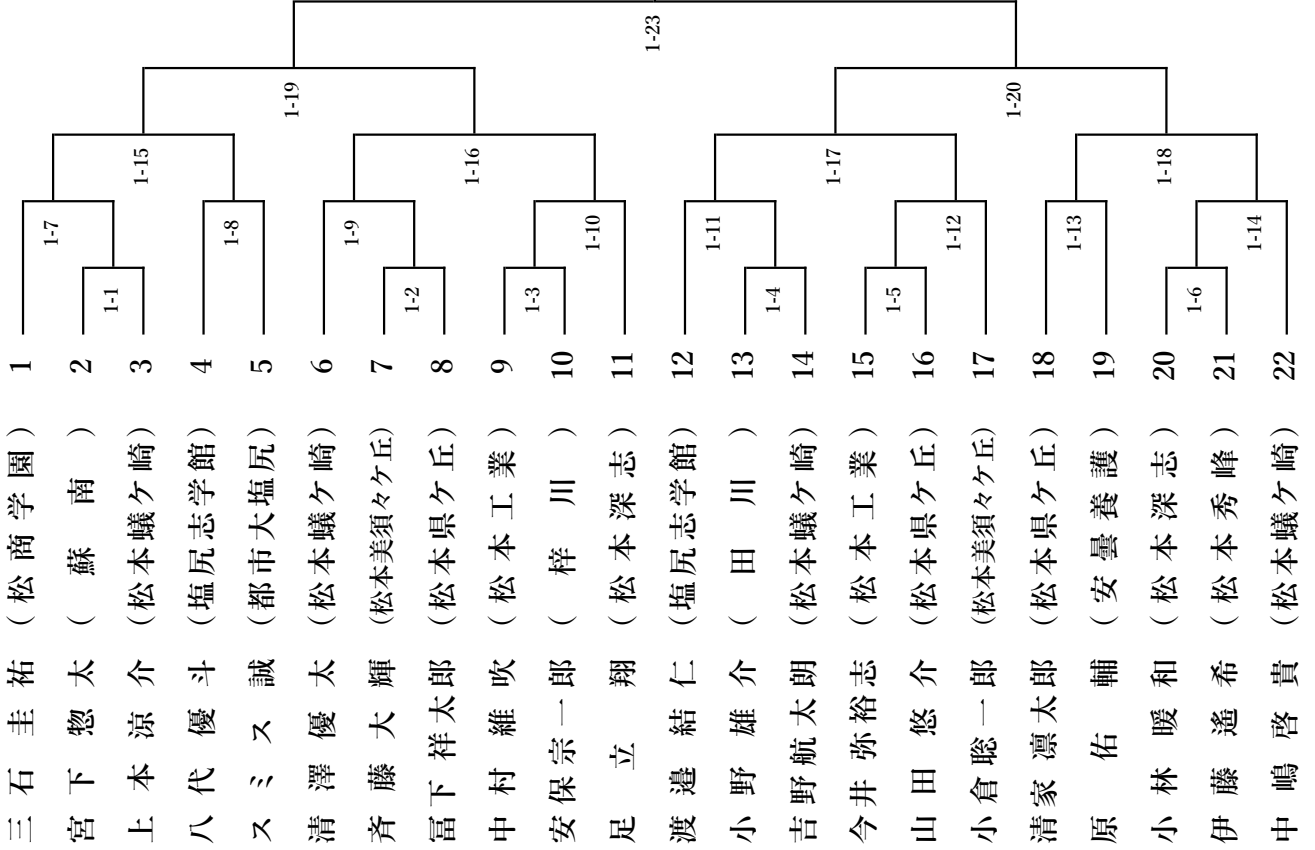 1-23
1-19
1-20
1-15
1-16
1-17
1-18
1-7
1-8
1-9
1-10
1-11
1-12
1-13
1-14
1-1
1-2
1-3
1-4
1-5
1-6
三石圭祐 (松商学園) 1
宮下惣太 (蘇南) 2
上本涼介 (松本蟻ケ崎) 3
八代優斗 (塩尻志学館) 4
スミス誠 (都市大塩尻) 5
清澤優太 (松本蟻ケ崎) 6
斉藤大輝 (松本美須々ケ丘) 7
冨下祥太郎 (松本県ケ丘) 8
中村維吹 (松本工業) 9
安保宗一郎 (梓川) 10
足立翔 (松本深志) 11
渡邉結仁 (塩尻志学館) 12
小野雄介 (田川) 13
吉野航太朗 (松本蟻ケ崎) 14
今井弥裕志 (松本工業) 15
山田悠介 (松本県ケ丘) 16
小倉聡一郎 (松本美須々ケ丘) 17
清家凛太郎 (松本県ケ丘) 18
原佑輔 (安曇養護) 19
小林暖和 (松本深志) 20
伊藤遙希 (松本秀峰) 21
中嶋啓貴 (松本蟻ケ崎) 22